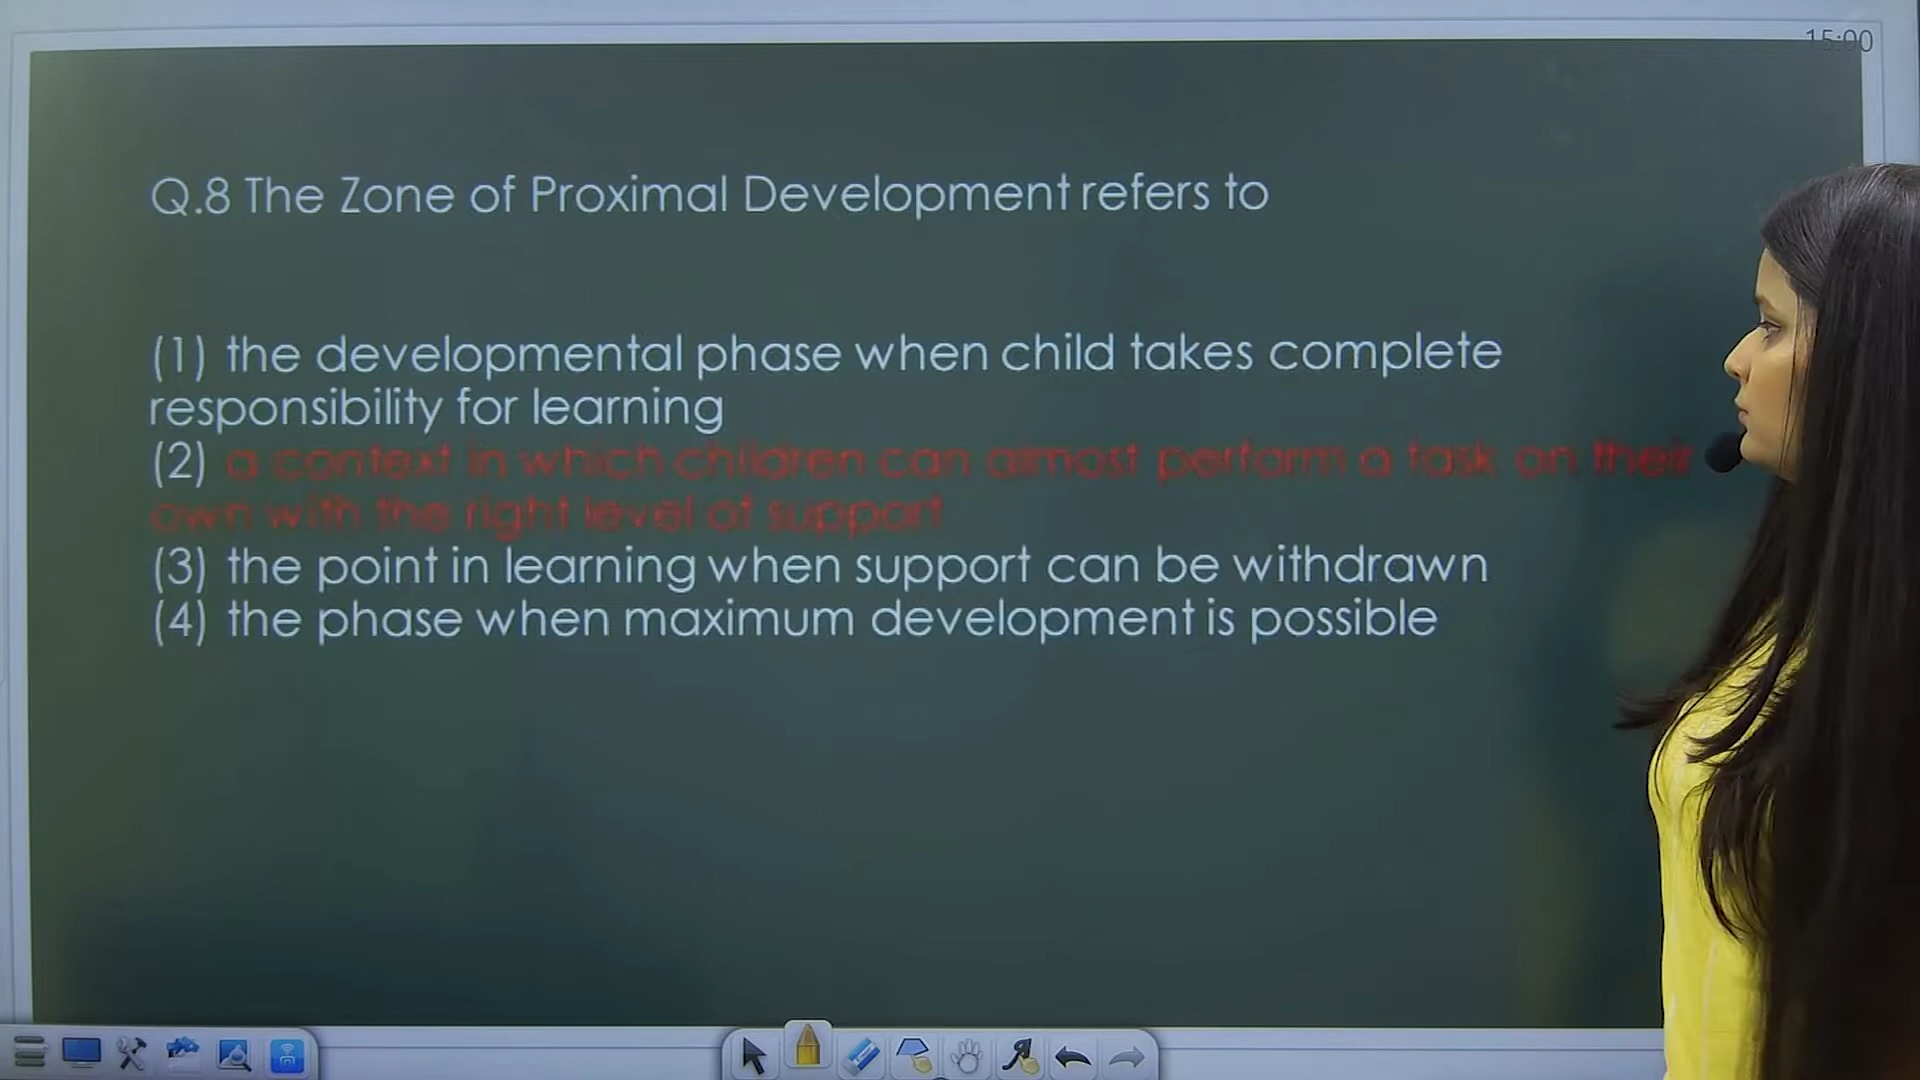 15:00
Q.8 The Zone of Proximal Development refers to
(1) the developmental phase when child takes complete
responsibility for learning
(2) a context in which children can almost perform a task on their
own with the right level of support
(3) the point in learning when support can be withdrawn
(4) the phase when maximum development is possible